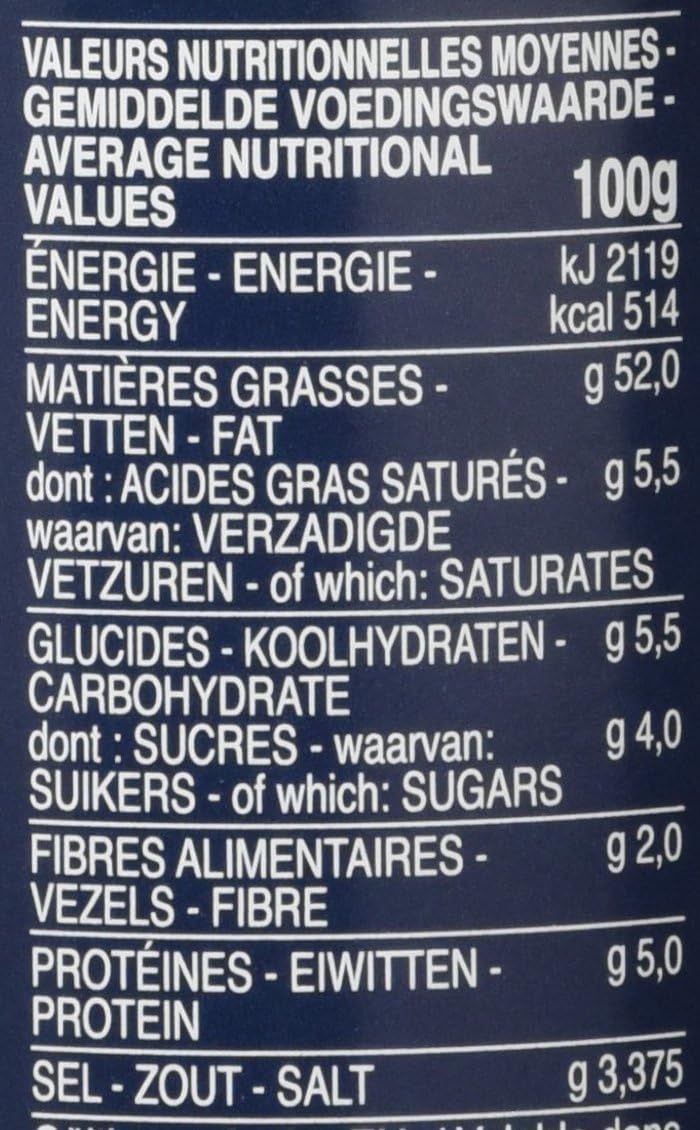 VALEURS NUTRITIONNELLES MOYENNES -
GEMIDDELDE VOEDINGSWAARDE -
AVERAGE NUTRITIONAL
VALUES 100g
ÉNERGIE - ENERGIE - kJ 2119
ENERGY kcal 514
MATIÈRES GRASSES - g 52,0
VETTEN - FAT
dont : ACIDES GRAS SATURÉS - g 5,5
waarvan: VERZADIGDE
VETZUREN - of which: SATURATES
GLUCIDES - KOOLHYDRATEN - g 5,5
CARBOHYDRATE
dont : SUCRES - waarvan: g 4,0
SUIKERS - of which: SUGARS
FIBRES ALIMENTAIRES - g 2,0
VEZELS - FIBRE
PROTÉINES - EIWITTEN - g 5,0
PROTEIN
SEL - ZOUT - SALT g 3,375